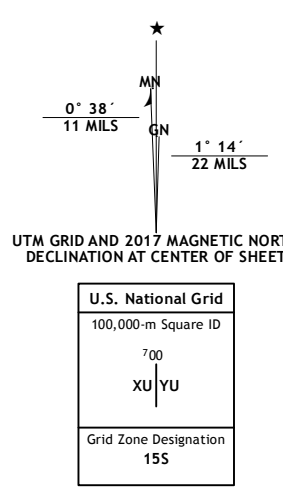 ★
MN
0° 38´
11 MILS
GN
1° 14´
22 MILS
UTM GRID AND 2017 MAGNETIC NORT
DECLINATION AT CENTER OF SHEET
U.S. National Grid
100,000-m Square ID
700
XU YU
Grid Zone Designation
15S